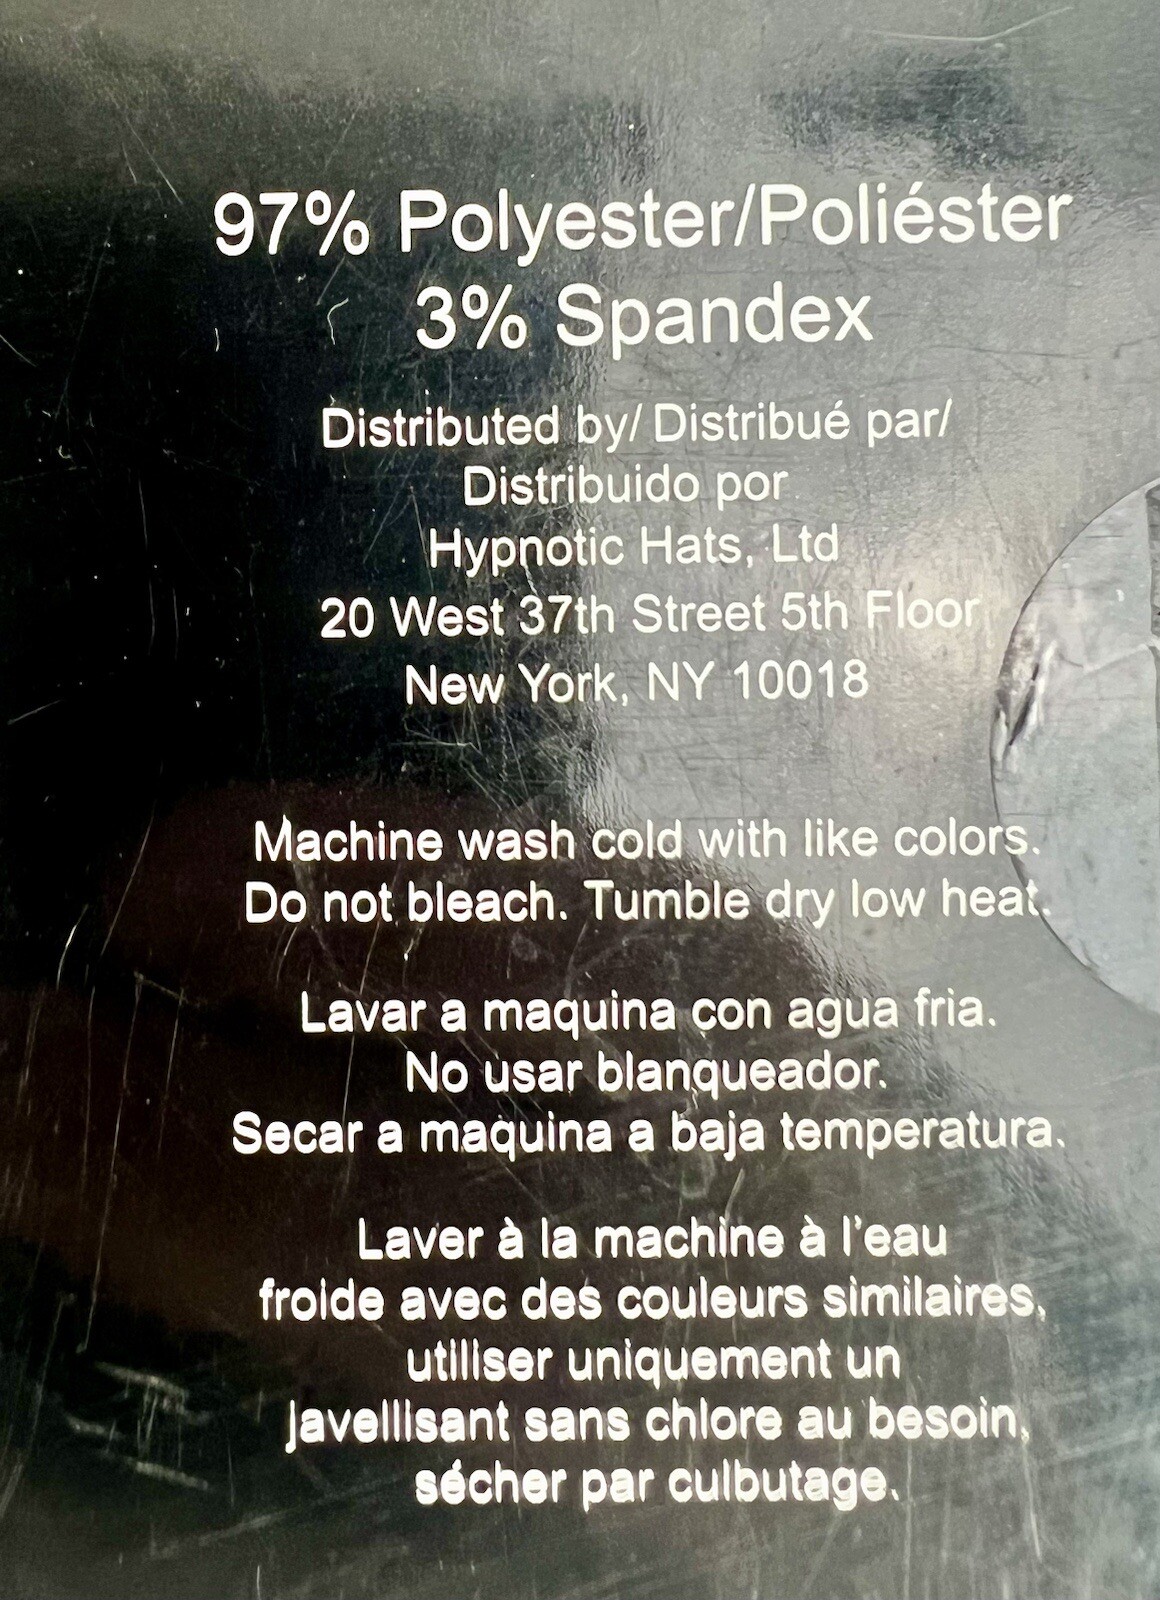 97% Polyester/Poliéster
3% Spandex
Distributed by/ Distribué par/
Distribuido por
Hypnotic Hats, Ltd
20 West 37th Street 5th Floor
New York, NY 10018
Machine wash cold with like colors.
Do not bleach. Tumble dry low heat.
Lavar a maquina con agua fria.
No usar blanqueador.
Secar a maquina a baja temperatura.
Laver à la machine à l'eau
froide avec des couleurs similaires,
utiliser uniquement un
javellisant sans chlore au besoin,
sécher par culbutage.